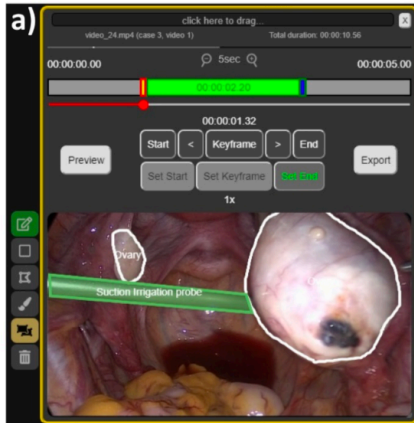 a)
click here to drag...
X
video_24.mp4 (case 3, video 1)
Total duration: 00:00:10.56
00:00:00.00
5sec
00:00:05.00
00:00:02.20
00:00:01.32
Start
<
Keyframe
>
End
Preview
Export
Set Start
Set Keyframe
Set End
1x
Ovary
Suction Irrigation probe